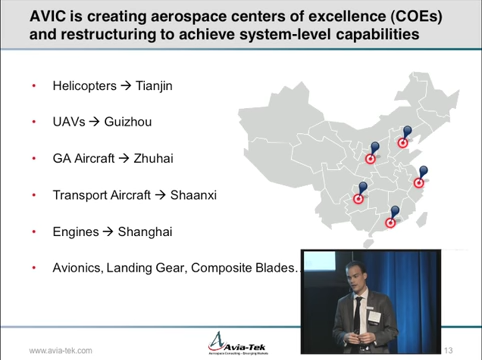 AVIC is creating aerospace centers of excellence (COEs)
and restructuring to achieve system-level capabilities
• Helicopters → Tianjin
• UAVs → Guizhou
• GA Aircraft → Zhuhai
• Transport Aircraft → Shaanxi
• Engines → Shanghai
• Avionics, Landing Gear, Composite Blades…
www.avia-tek.com
Avia-Tek
13